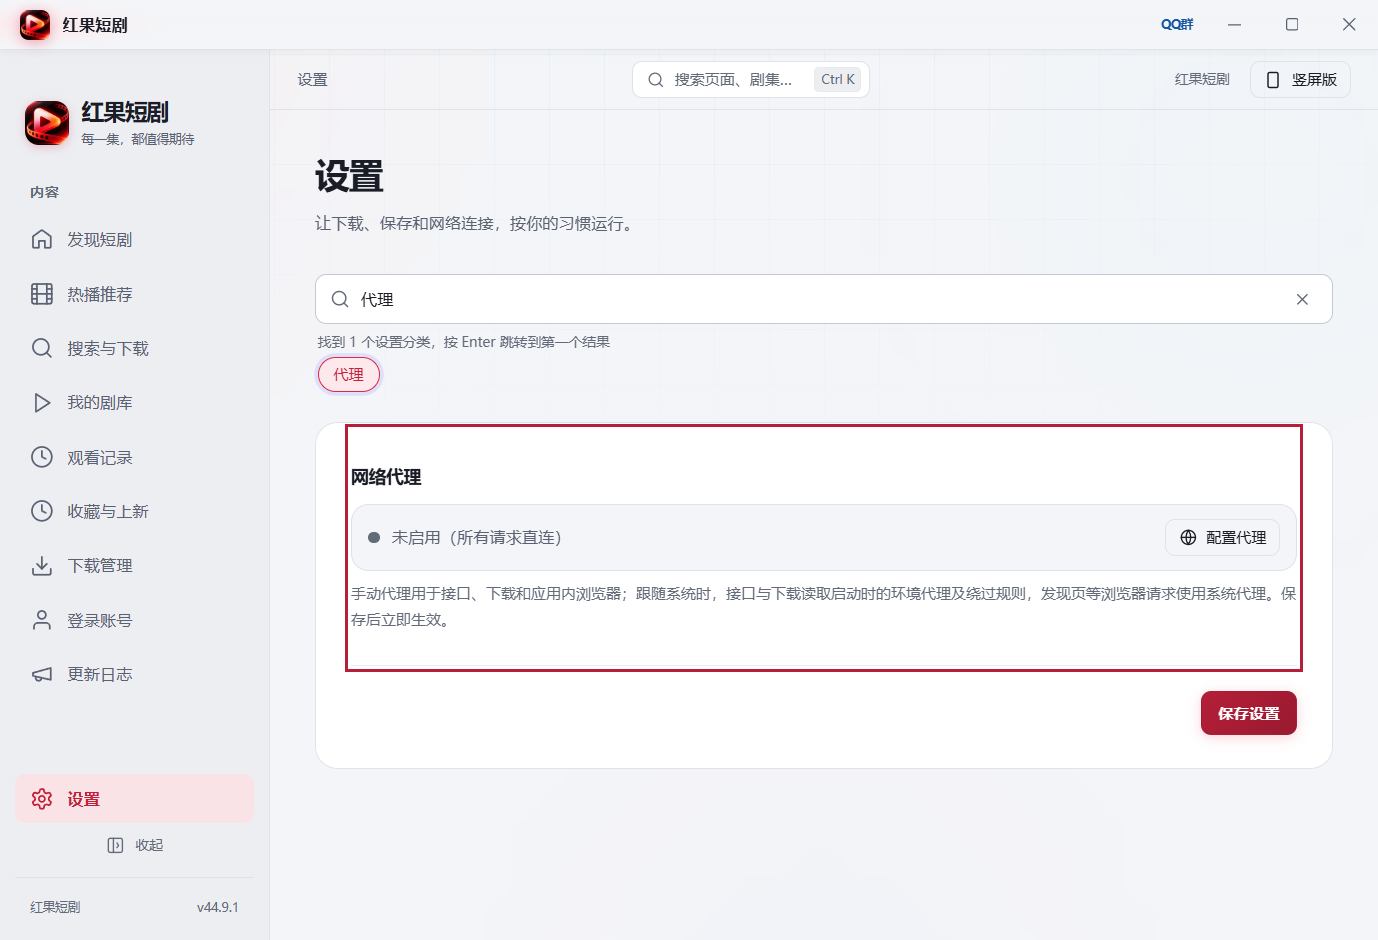 红果短剧
QQ群
红果短剧
每一集，都值得期待
内容
发现短剧
热播推荐
搜索与下载
我的剧库
观看记录
收藏与上新
下载管理
登录账号
更新日志
设置
收起
红果短剧
v44.9.1
设置
搜索页面、剧集...
Ctrl K
红果短剧
竖屏版
设置
让下载、保存和网络连接，按你的习惯运行。
代理
找到 1 个设置分类，按 Enter 跳转到第一个结果
代理
网络代理
未启用（所有请求直连）
配置代理
手动代理用于接口、下载和应用内浏览器；跟随系统时，接口与下载读取启动时的环境代理及绕过规则，发现页等浏览器请求使用系统代理。保
存后立即生效。
保存设置